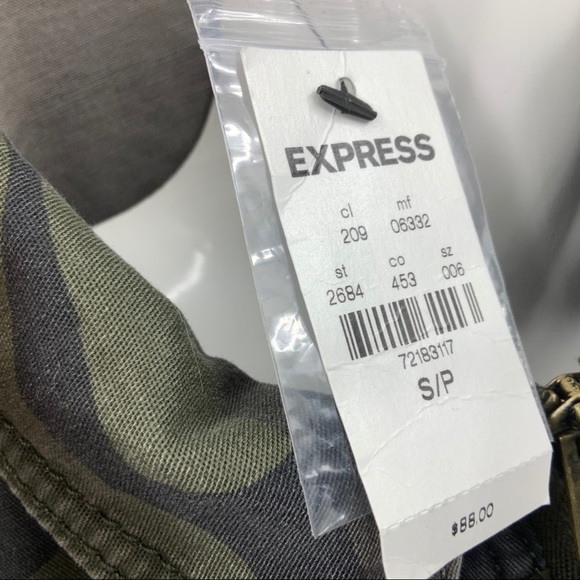 EXPRESS
cl mf
209 06332
st co sz
2684 453 006
72183117
S/P
$88.00